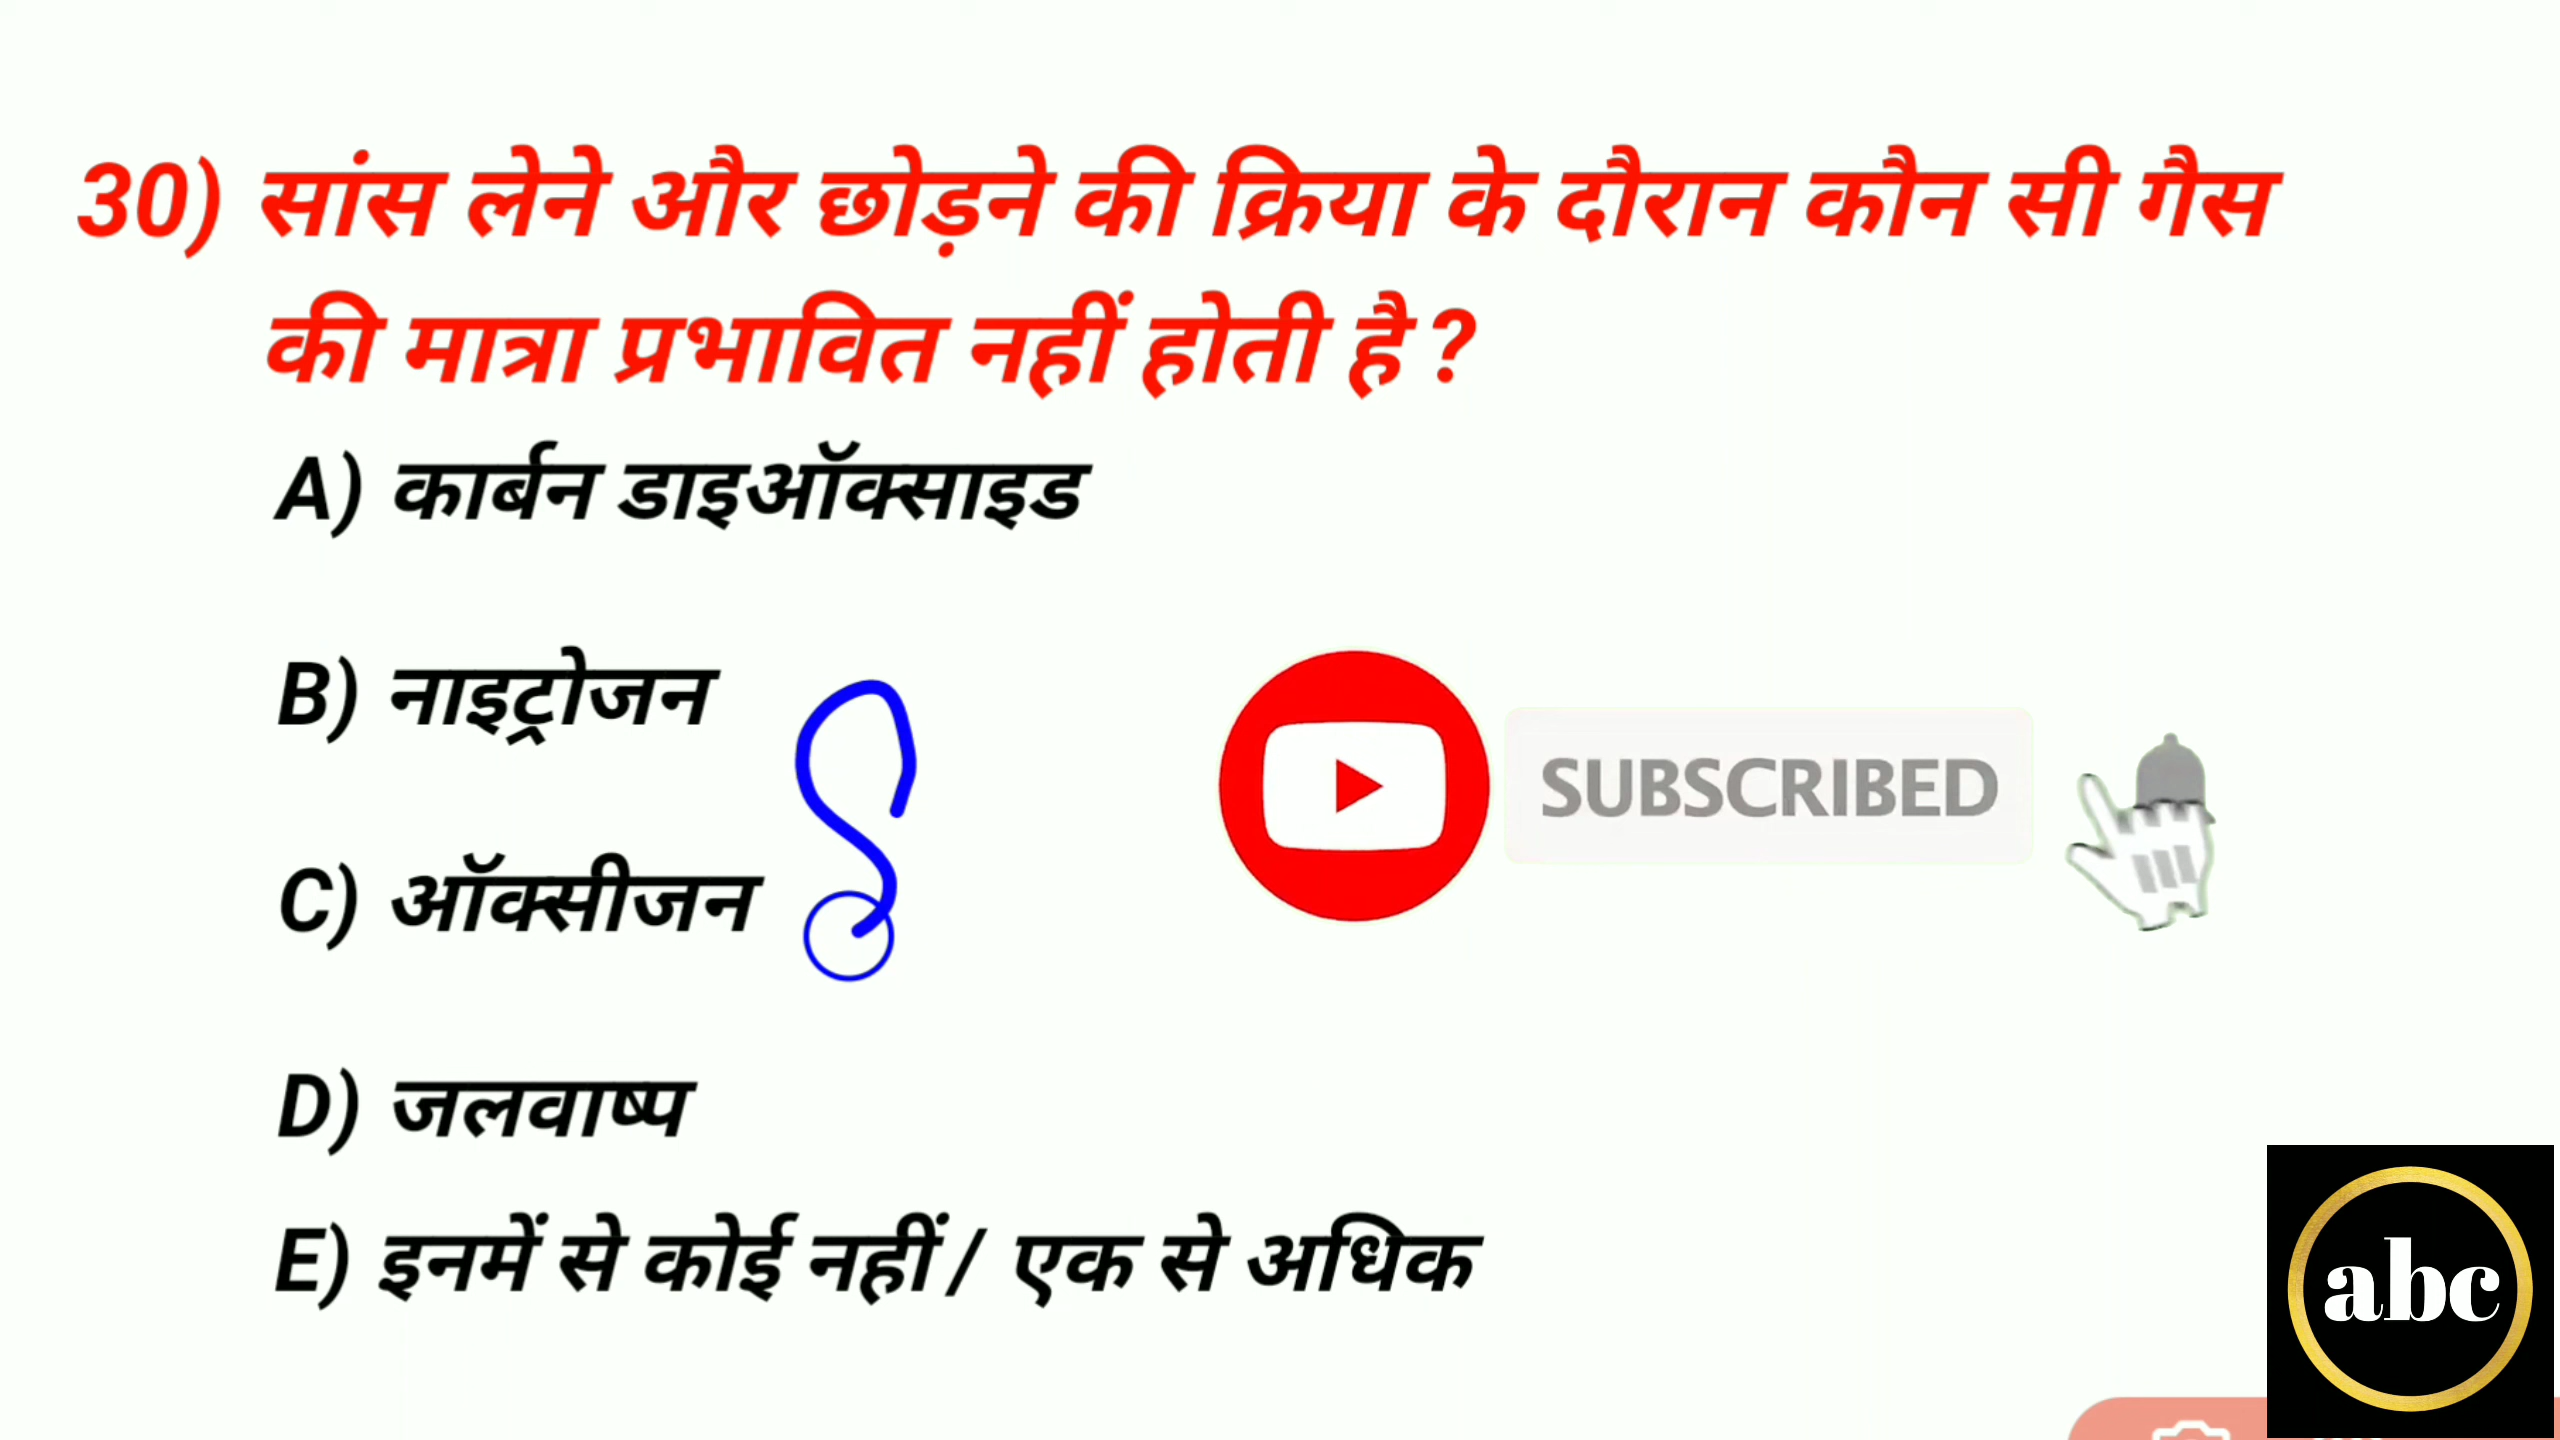 30) सांस लेने और छोड़ने की क्रिया के दौरान कौन सी गैस
की मात्रा प्रभावित नहीं होती है ?
A) कार्बन डाइऑक्साइड
B) नाइट्रोजन
SUBSCRIBED
C) ऑक्सीजन
D) जलवाष्प
E) इनमें से कोई नहीं / एक से अधिक
abc